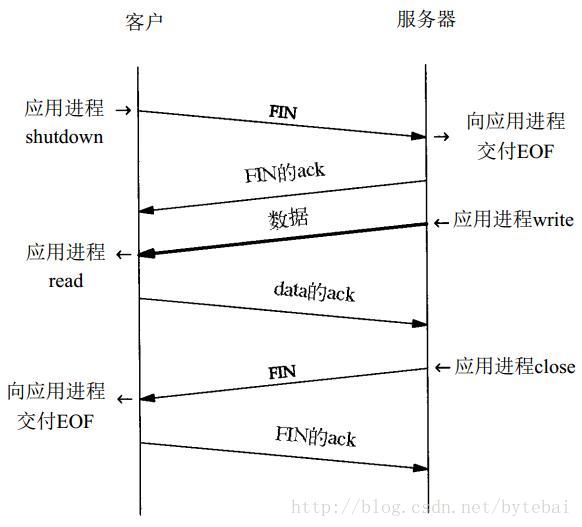 客户
服务器
应用进程
shutdown
FIN
向应用进程
交付EOF
FIN的ack
数据
应用进程write
应用进程
read
data的ack
应用进程close
FIN
向应用进程
交付EOF
FIN的ack
http://blog.csdn.net/bytebai